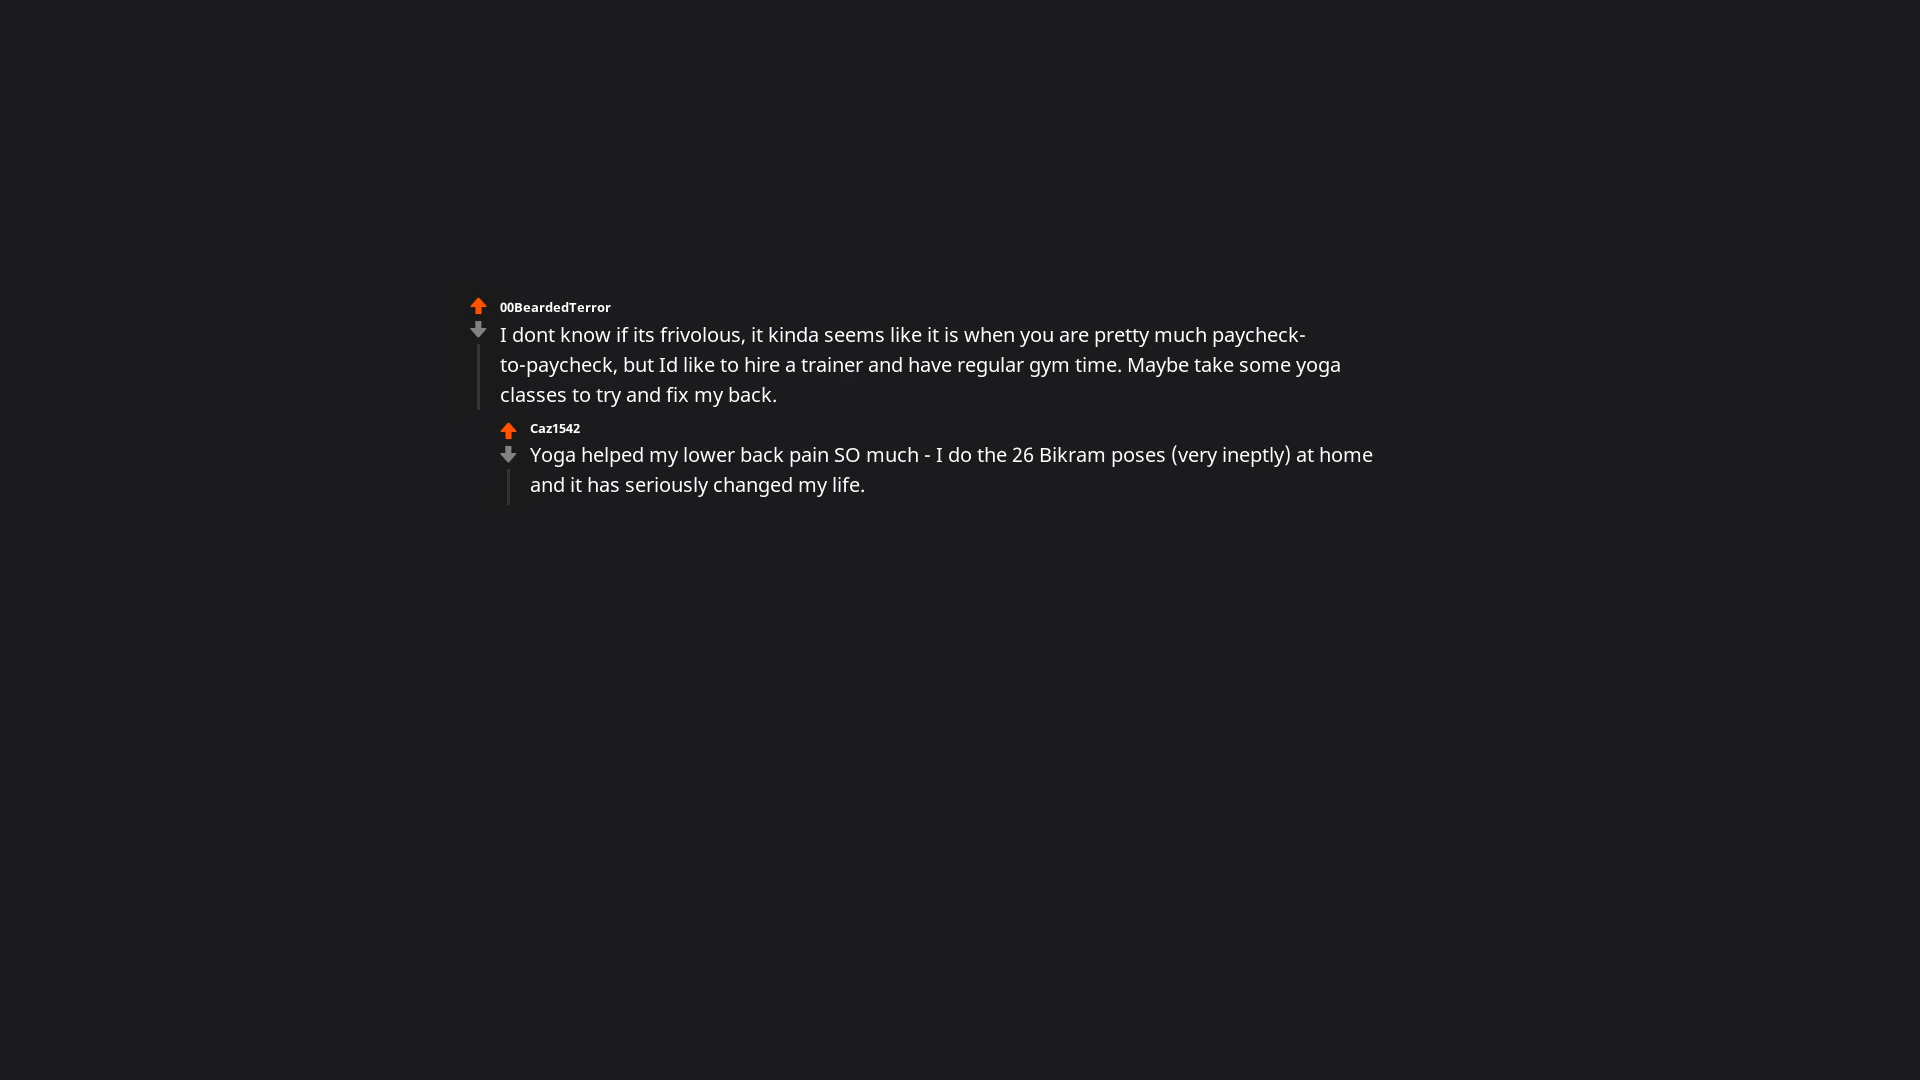 00BeardedTerror
I dont know if its frivolous, it kinda seems like it is when you are pretty much paycheck-
to-paycheck, but Id like to hire a trainer and have regular gym time. Maybe take some yoga
classes to try and fix my back.
Caz1542
Yoga helped my lower back pain SO much - I do the 26 Bikram poses (very ineptly) at home
and it has seriously changed my life.